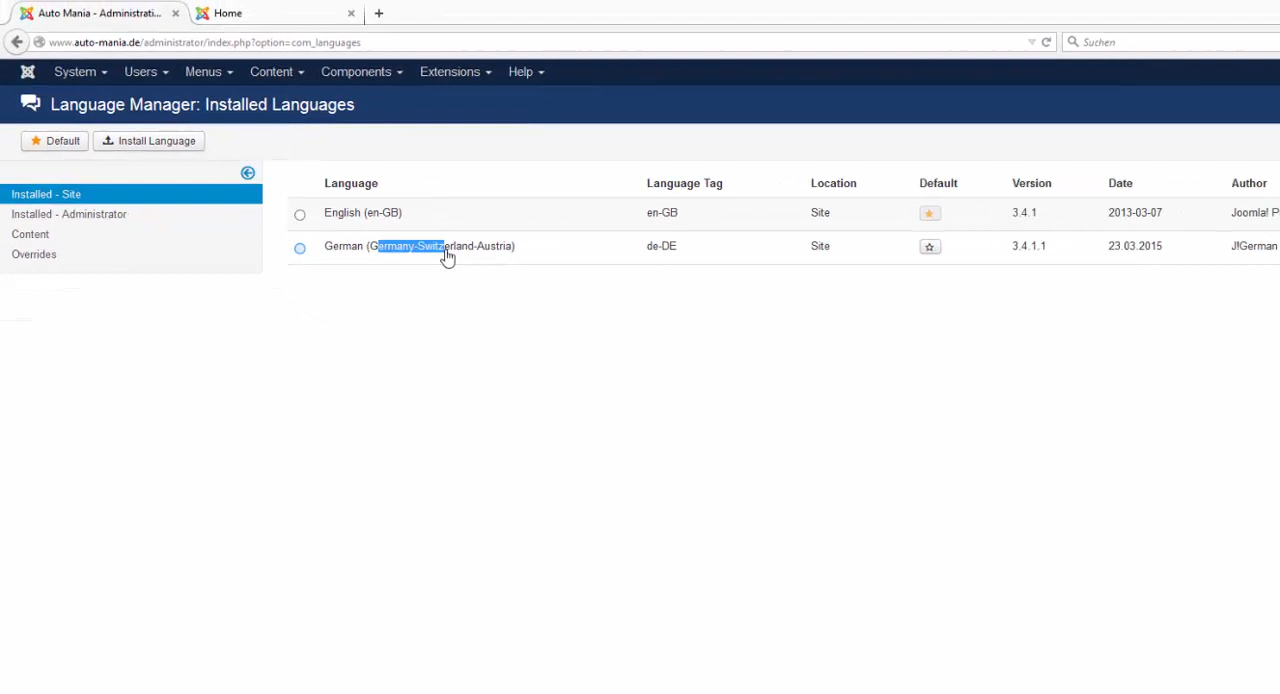 Auto Mania - Administrati... × Home × +
www.auto-mania.de/administrator/index.php?option=com_languages Suchen
System Users Menus Content Components Extensions Help
Language Manager: Installed Languages
Default Install Language
Installed - Site
Installed - Administrator
Content
Overrides
Language Language Tag Location Default Version Date Author
English (en-GB) en-GB Site 3.4.1 2013-03-07 Joomla! P
German (Germany-Switzerland-Austria) de-DE Site 3.4.1.1 23.03.2015 J!German